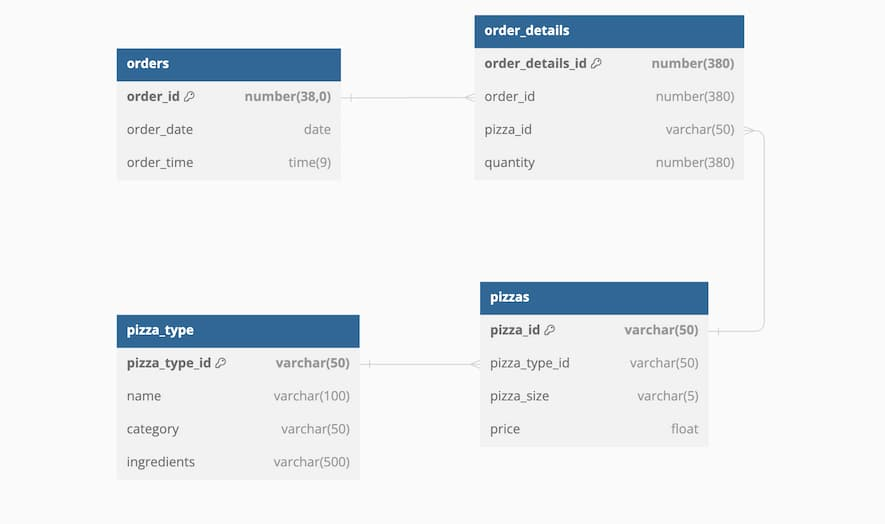 orders
order_id number(38,0)
order_date date
order_time time(9)
order_details
order_details_id number(380)
order_id number(380)
pizza_id varchar(50)
quantity number(380)
pizza_type
pizza_type_id varchar(50)
name varchar(100)
category varchar(50)
ingredients varchar(500)
pizzas
pizza_id varchar(50)
pizza_type_id varchar(50)
pizza_size varchar(5)
price float